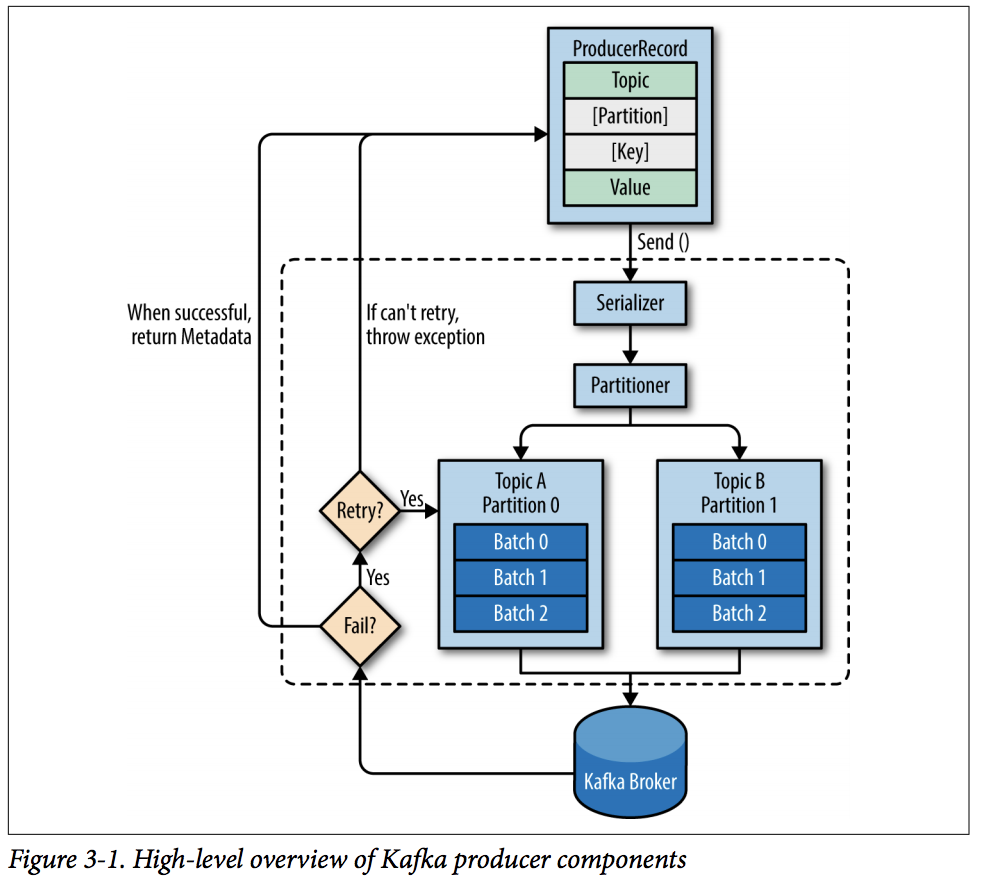 ProducerRecord
Topic
[Partition]
[Key]
Value
Send ()
Serializer
When successful,
return Metadata
If can't retry,
throw exception
Partitioner
Topic A
Partition 0
Batch 0
Batch 1
Batch 2
Topic B
Partition 1
Batch 0
Batch 1
Batch 2
Retry?
Yes
Yes
Fail?
Kafka Broker
Figure 3-1. High-level overview of Kafka producer components